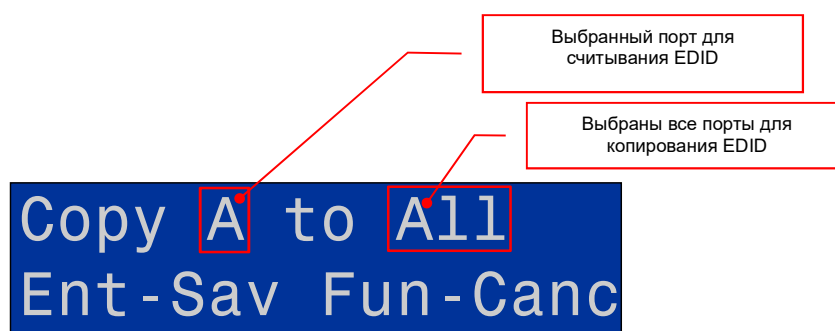 Выбранный порт для
считывания EDID
Выбраны все порты для
копирования EDID
Copy A to All
Ent-Sav Fun-Canc